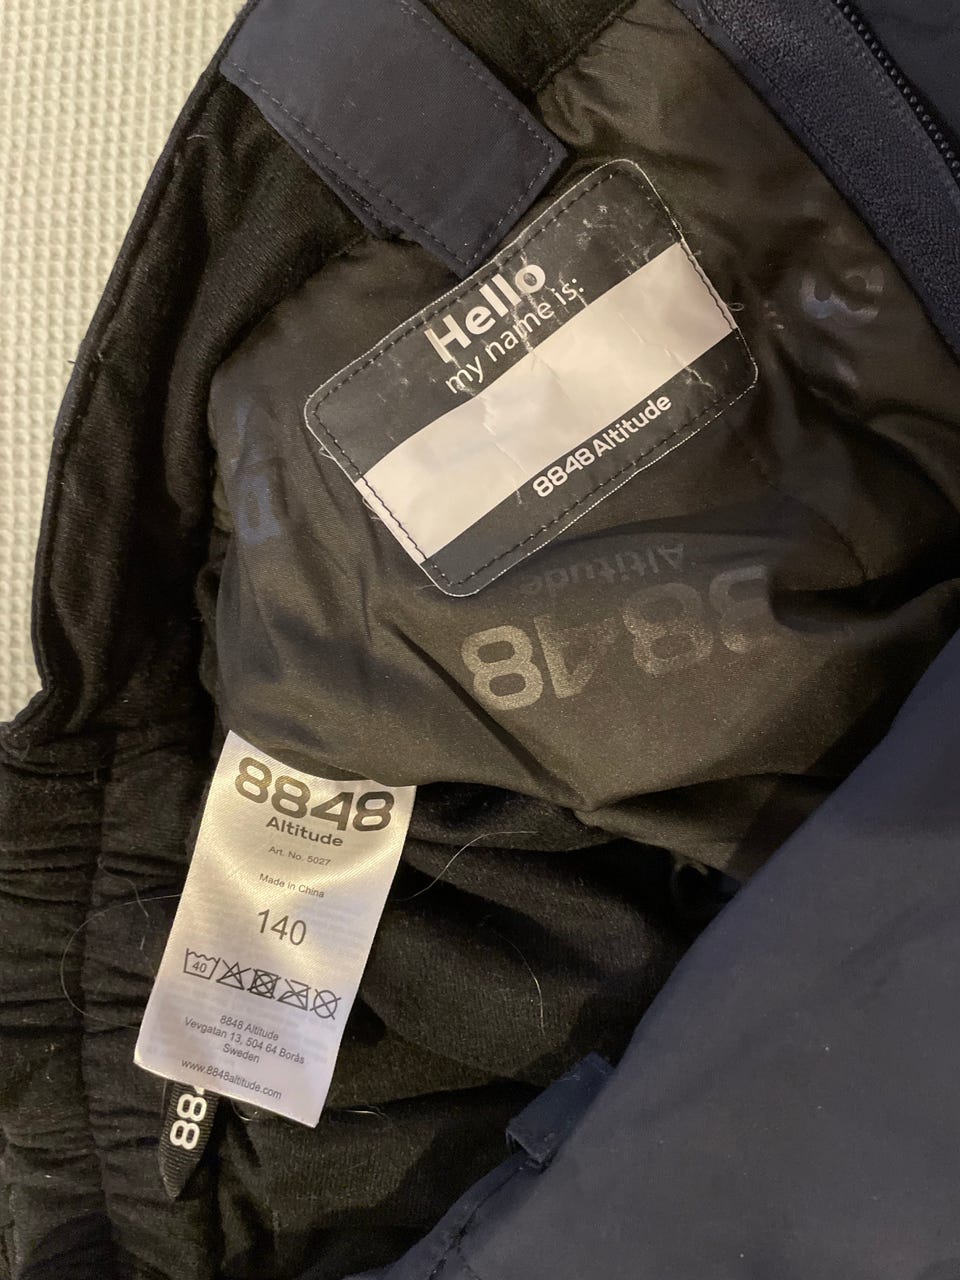 Hello
my name is:
8848 Altitude
Altitude
8848
8848
Altitude
Art. No. 5027
Made in China
140
40
8848 Altitude
Vevgatan 13, 504 64 Borås
Sweden
www.8848altitude.com
884